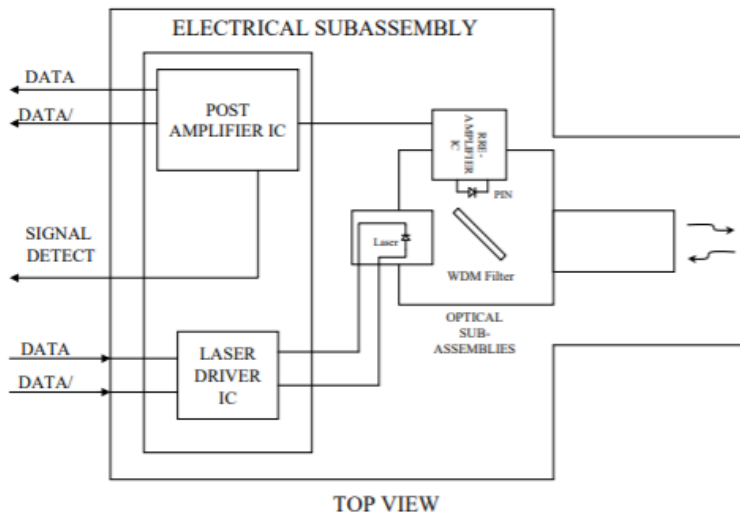 ELECTRICAL SUBASSEMBLY
DATA
DATA/
POST
AMPLIFIER IC
RRE-
AMPLIFIER
IC
PIN
SIGNAL
DETECT
Laser
WDM Filter
OPTICAL
SUB-
ASSEMBLIES
DATA
DATA/
LASER
DRIVER
IC
TOP VIEW